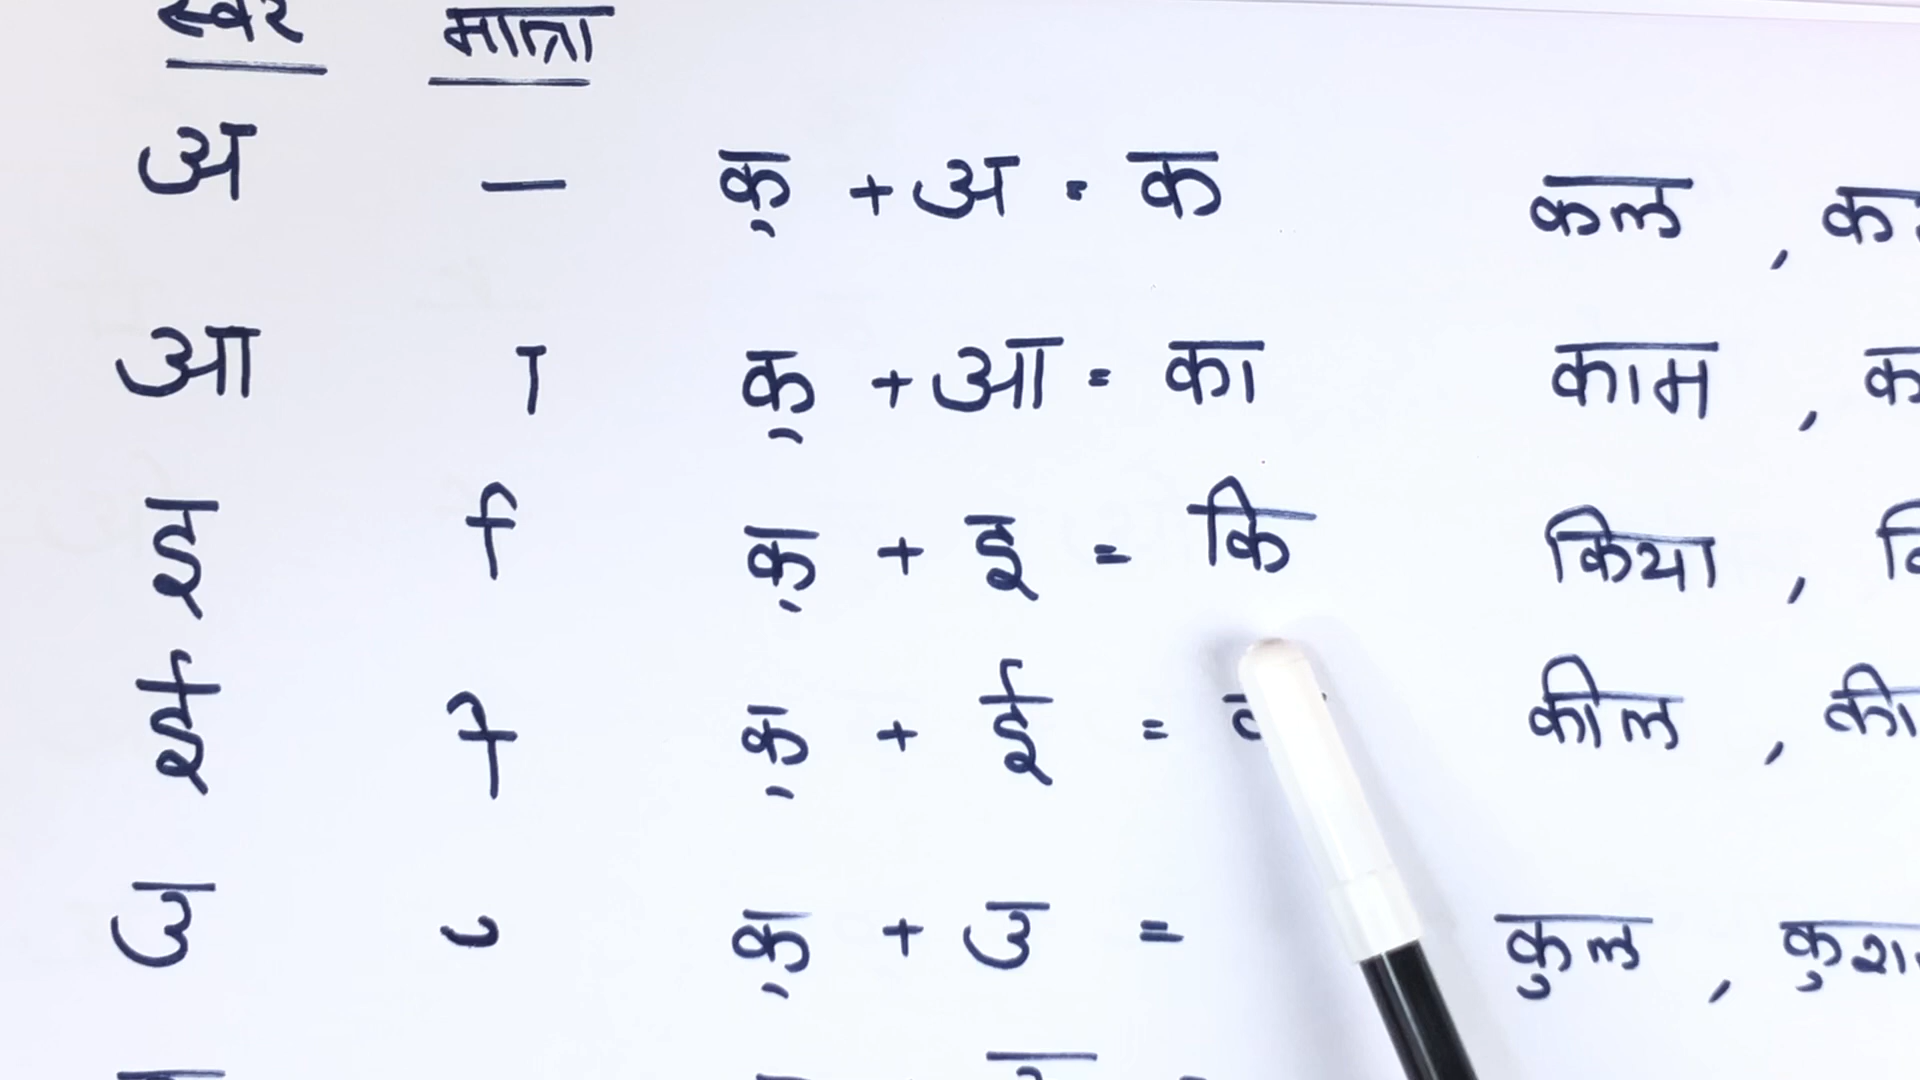 स्वर मात्रा
अ – क् + अ = क कल ,
आ ा क् + आ = का काम ,
इ ि क् + इ = कि किया ,
ई ी क् + ई = कील ,
उ ु क् + उ = कुल ,